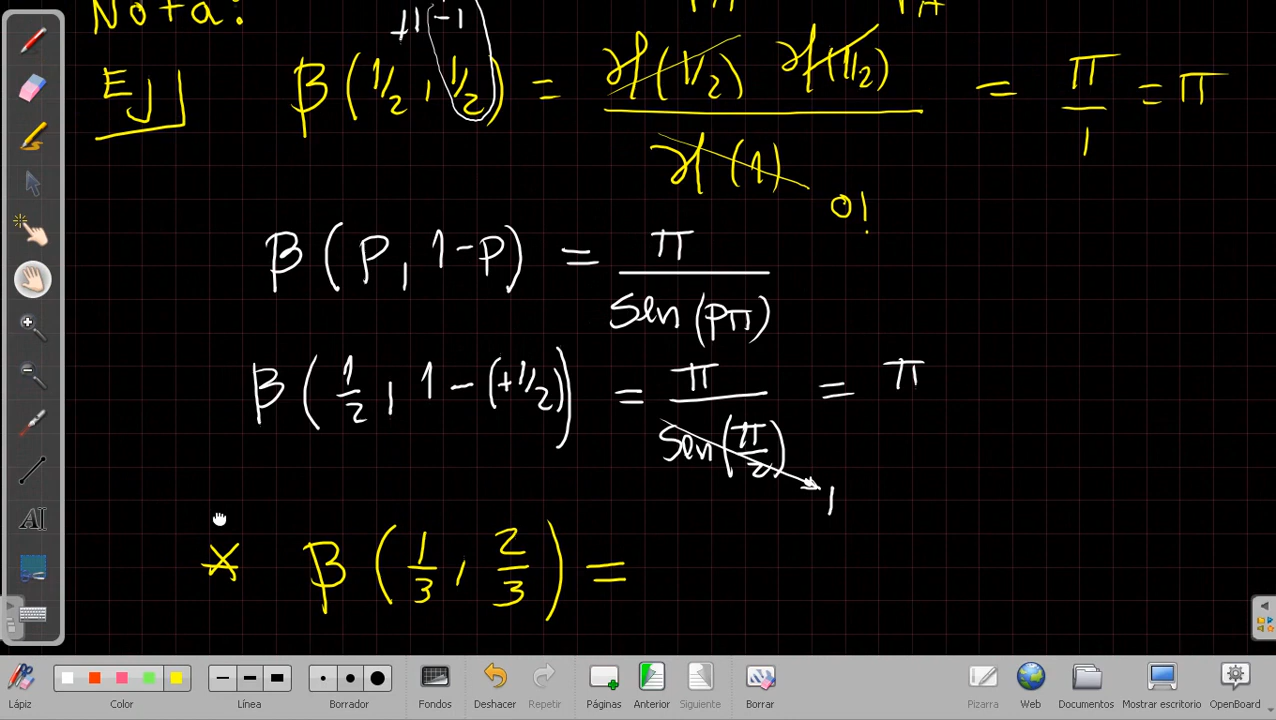 Nota:
+1 -1
EJ β(1/2, 1/2) = Γ(1/2) Γ(1/2) / Γ(1) = π/1 = π
0!
β(p, 1-p) = π / Sen(pπ)
β(1/2, 1-(+1/2)) = π / Sen(π/2) = π
1
* β(1/3, 2/3) =
Lápiz Color Línea Borrador Fondos Deshacer Repetir Páginas Anterior Siguiente Borrar Pizarra Web Documentos Mostrar escritorio OpenBoard